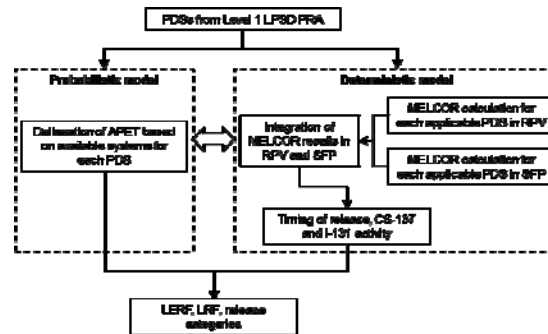 PDSs from Level 1 LPSD PRA
Probabilistic model
Deterministic model
Delineation of APET based
on available systems for
each PDS
Integration of
MELCOR results in
RPV and SFP
MELCOR calculation for
each applicable PDS in RPV
MELCOR calculation for
each applicable PDS in SFP
Timing of release, CS-137
and I-131 activity
LERF, LRF, release
categories